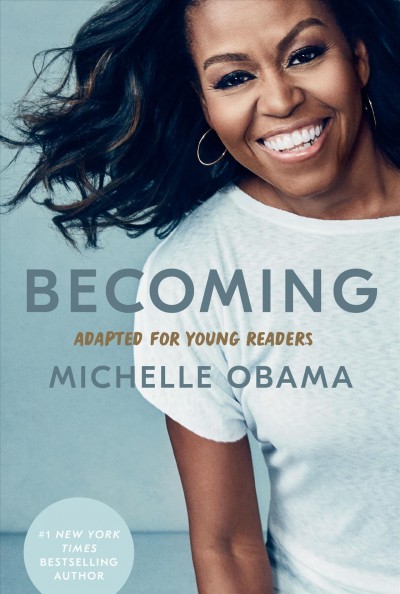 BECOMING
ADAPTED FOR YOUNG READERS
MICHELLE OBAMA
#1 NEW YORK
TIMES
BESTSELLING
AUTHOR